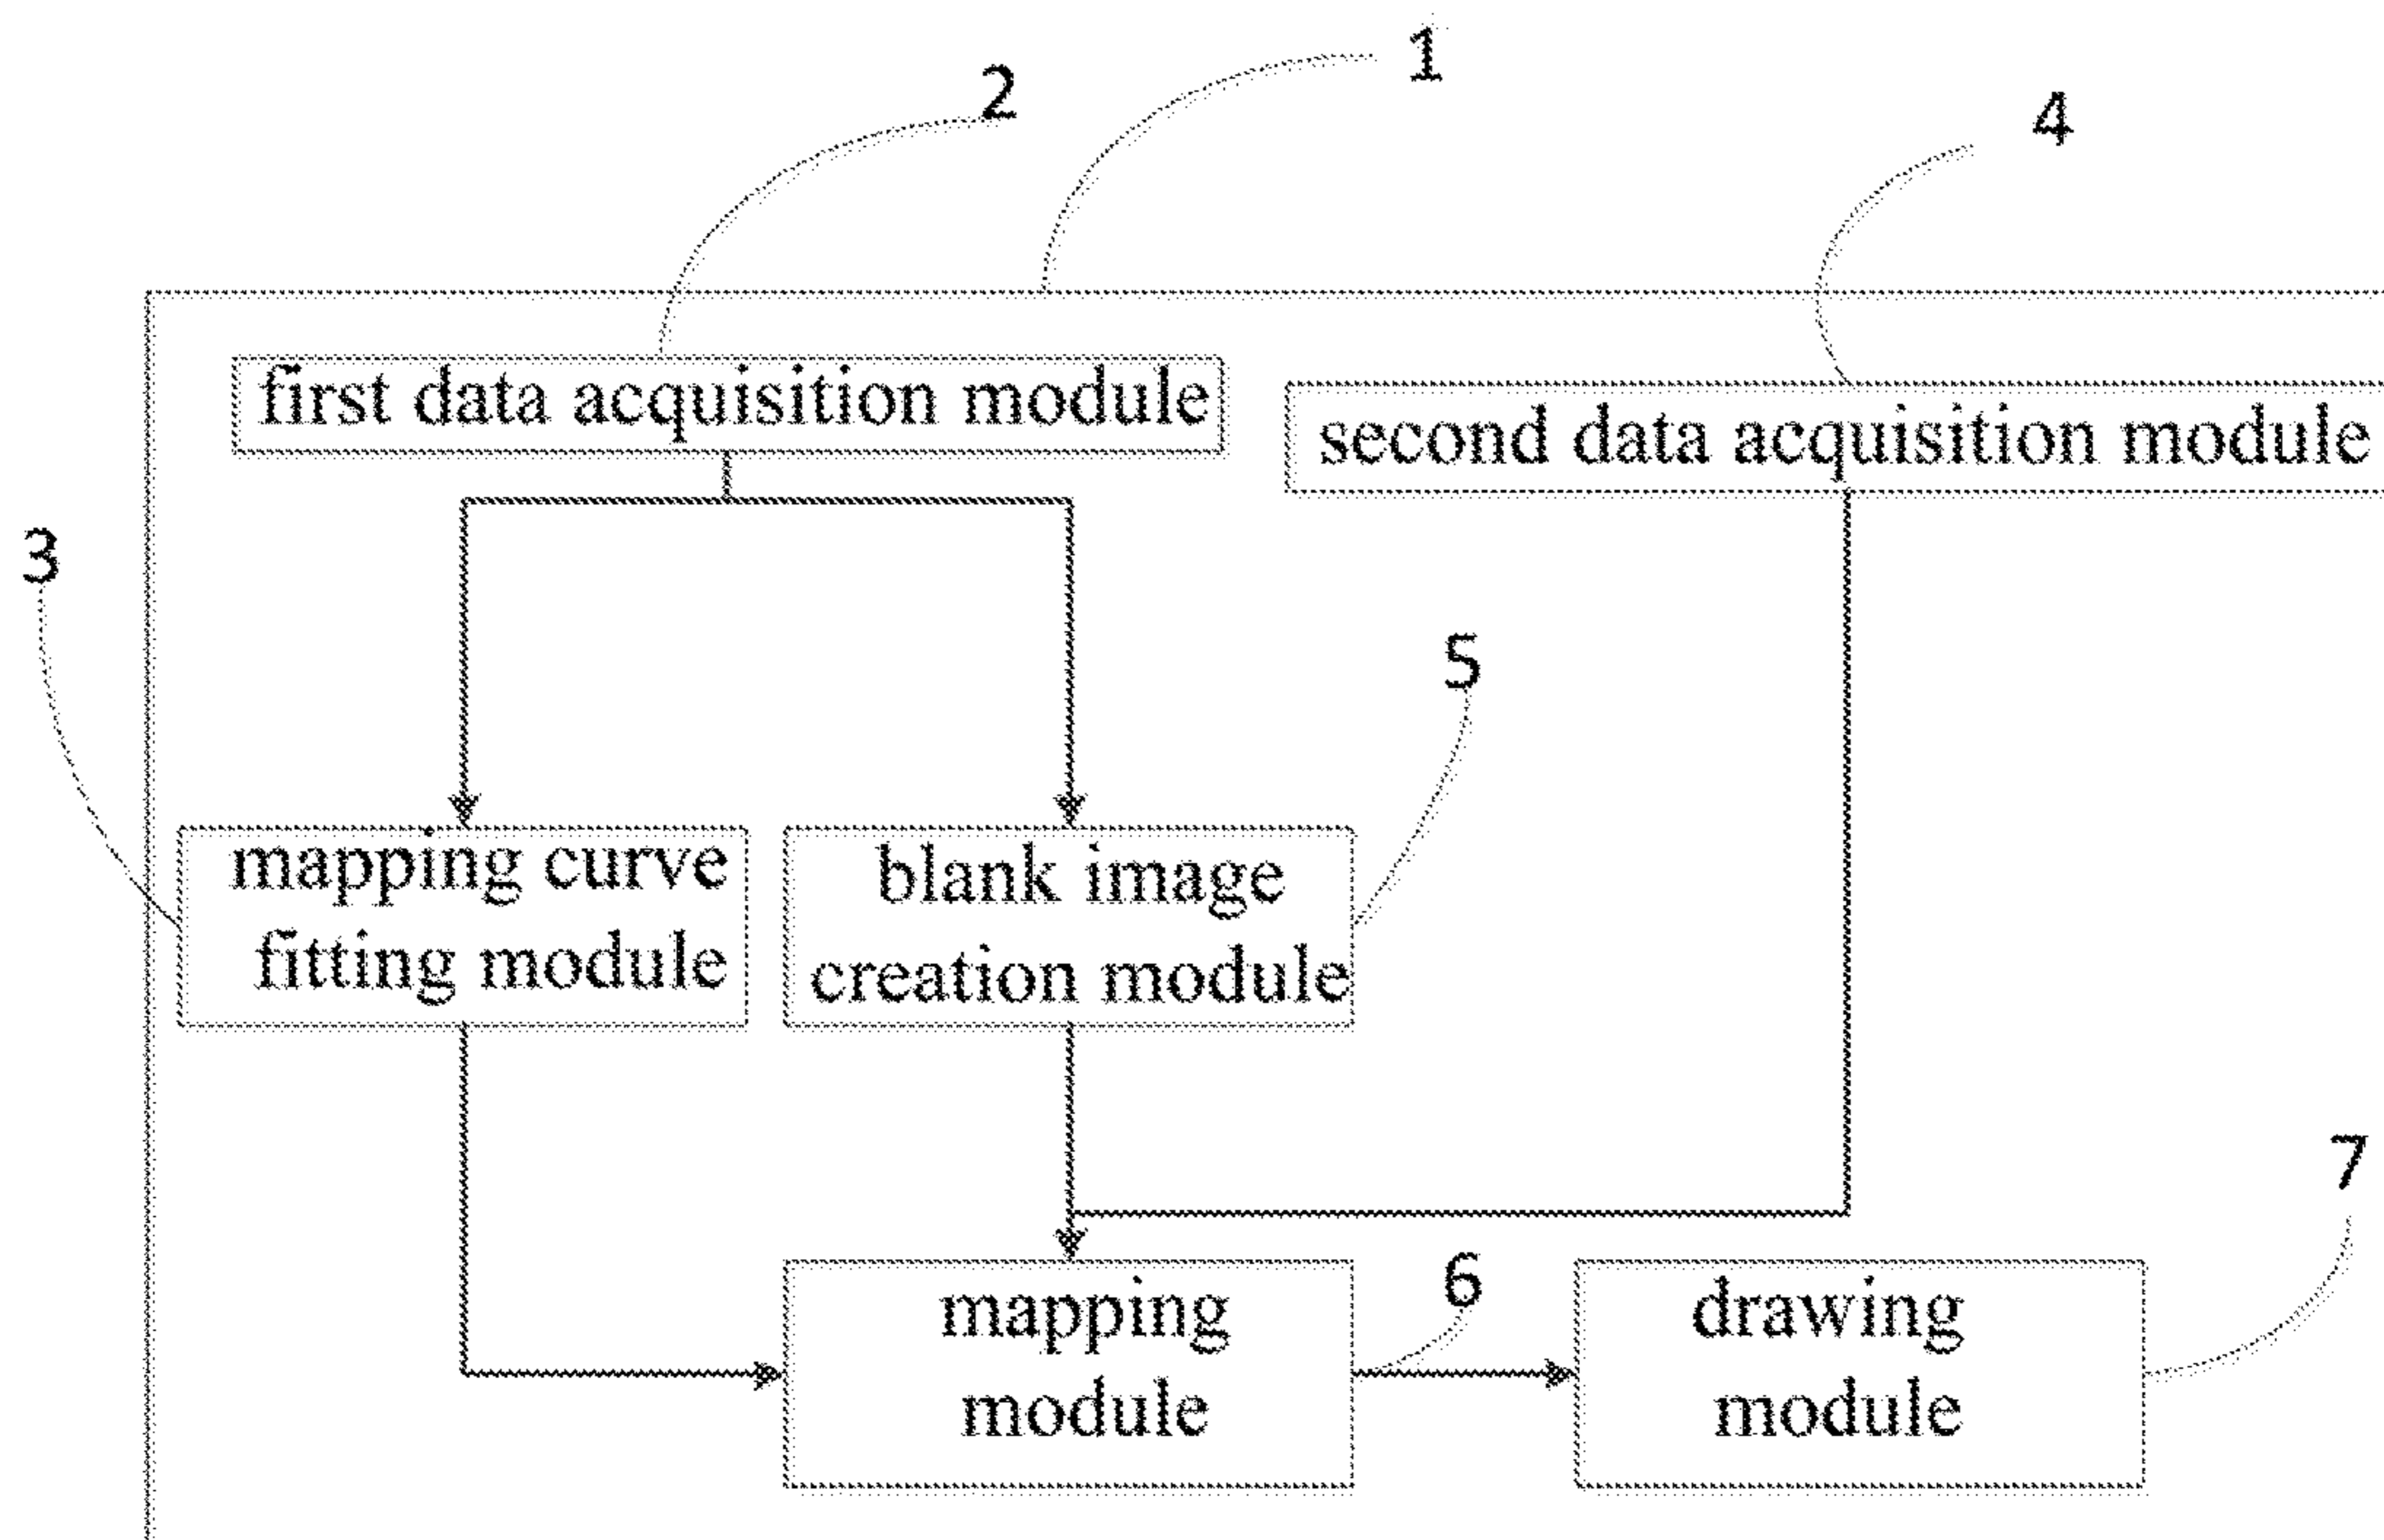 1
2
4
first data acquisition module
second data acquisition module
3
5
mapping curve
fitting module
blank image
creation module
7
6
mapping
module
drawing
module